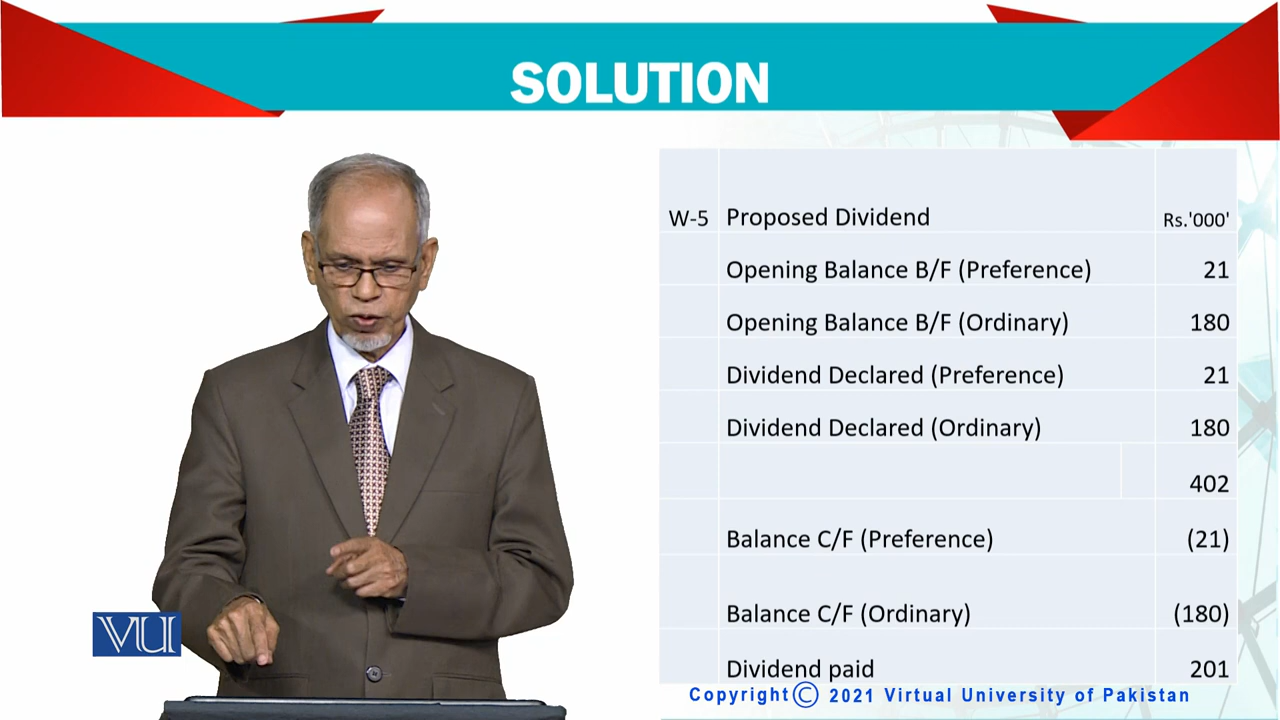 SOLUTION
W-5 Proposed Dividend Rs.'000'
Opening Balance B/F (Preference) 21
Opening Balance B/F (Ordinary) 180
Dividend Declared (Preference) 21
Dividend Declared (Ordinary) 180
402
Balance C/F (Preference) (21)
Balance C/F (Ordinary) (180)
Dividend paid 201
VU
Copyright © 2021 Virtual University of Pakistan